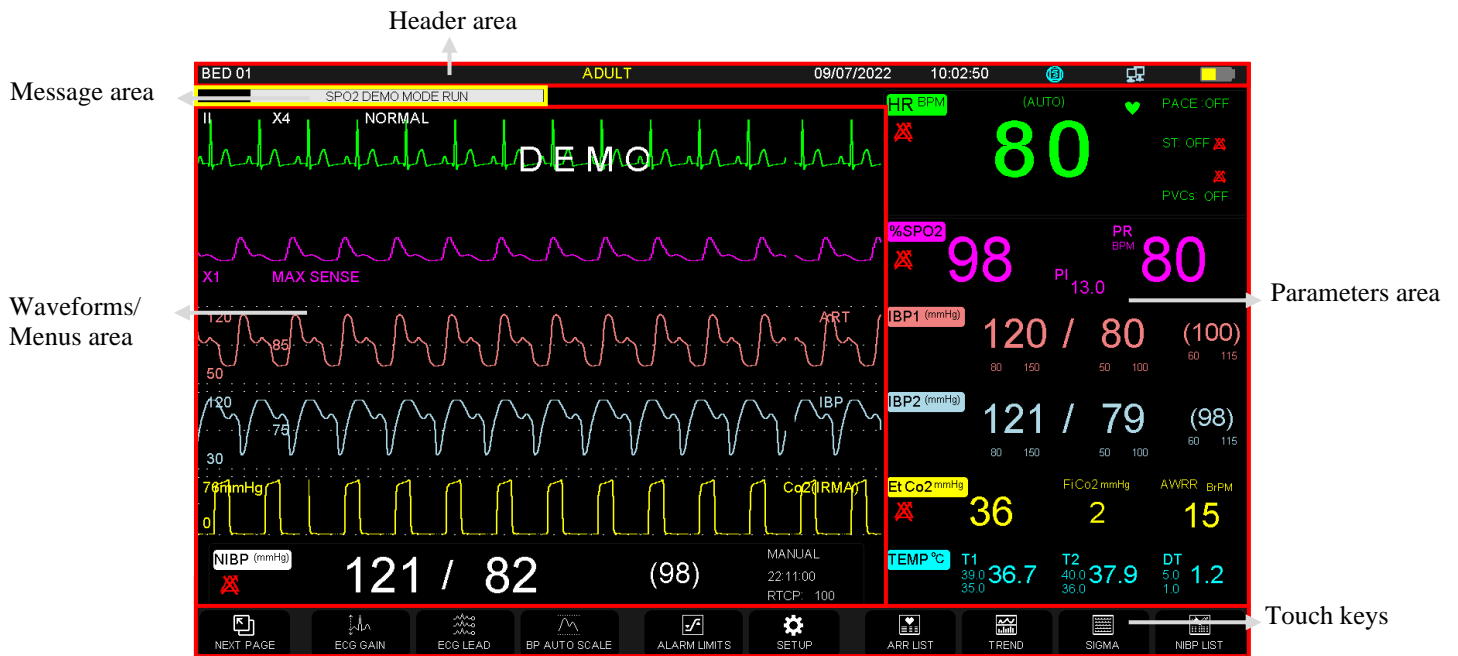 Header area
BED 01 ADULT 09/07/2022 10:02:50
Message area
SPO2 DEMO MODE RUN
II X4 NORMAL
DEMO
HR BPM (AUTO) PACE :OFF
80
ST: OFF
PVCs: OFF
X1 MAX SENSE
%SPO2 98 PI 13.0 PR BPM 80
Waveforms/
Menus area
Parameters area
120 ART
85
50
IBP1 (mmHg) 120 / 80 (100)
80 150 50 100 60 115
120 IBP
75
30
IBP2 (mmHg) 121 / 79 (98)
80 150 50 100 60 115
76mmHg Co2(IRMA)
0
Et Co2 mmHg FiCo2 mmHg AWRR BrPM
36 2 15
NIBP (mmHg) 121 / 82 (98) MANUAL
22:11:00
RTCP: 100
TEMP °C T1 T2 DT
39.0 36.7 40.0 37.9 5.0 1.2
35.0 36.0 1.0
Touch keys
NEXT PAGE ECG GAIN ECG LEAD BP AUTO SCALE ALARM LIMITS SETUP ARR LIST TREND SIGMA NIBP LIST